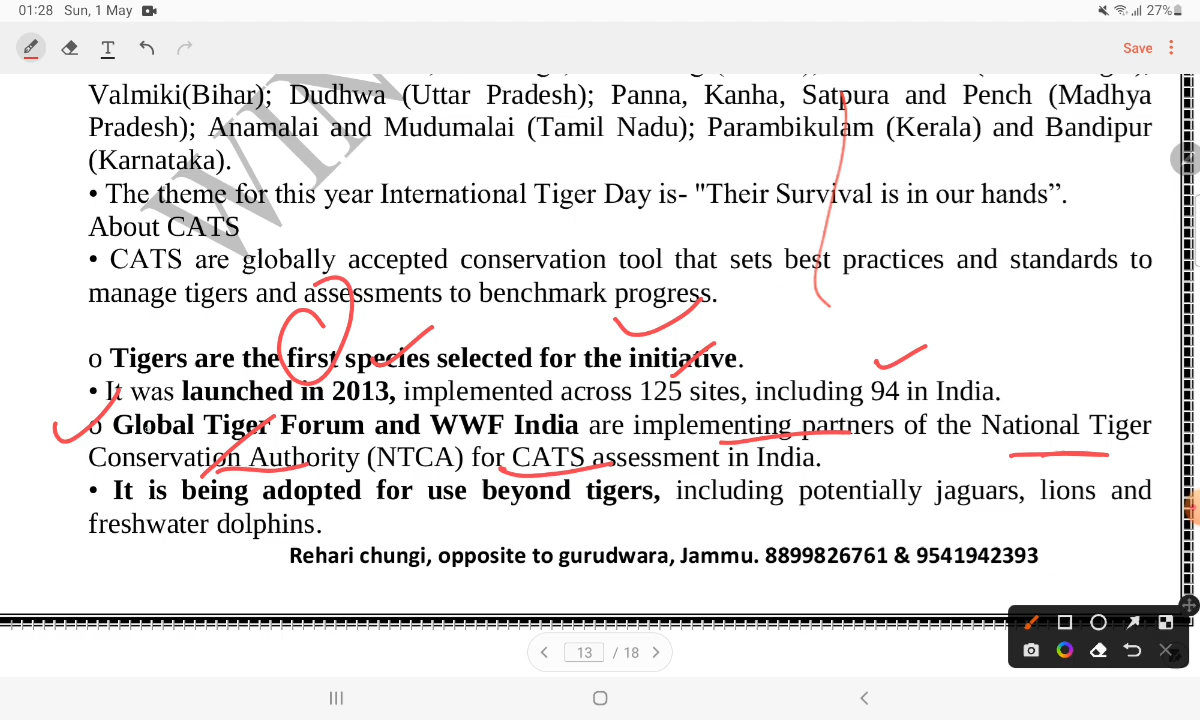 01:28 Sun, 1 May
27%
T
Save
Valmiki(Bihar); Dudhwa (Uttar Pradesh); Panna, Kanha, Satpura and Pench (Madhya
Pradesh); Anamalai and Mudumalai (Tamil Nadu); Parambikulam (Kerala) and Bandipur
(Karnataka).
• The theme for this year International Tiger Day is- "Their Survival is in our hands”.
About CATS
• CATS are globally accepted conservation tool that sets best practices and standards to
manage tigers and assessments to benchmark progress.
o Tigers are the first species selected for the initiative.
• It was launched in 2013, implemented across 125 sites, including 94 in India.
o Global Tiger Forum and WWF India are implementing partners of the National Tiger
Conservation Authority (NTCA) for CATS assessment in India.
• It is being adopted for use beyond tigers, including potentially jaguars, lions and
freshwater dolphins.
Rehari chungi, opposite to gurudwara, Jammu. 8899826761 & 9541942393
13 / 18
WIN